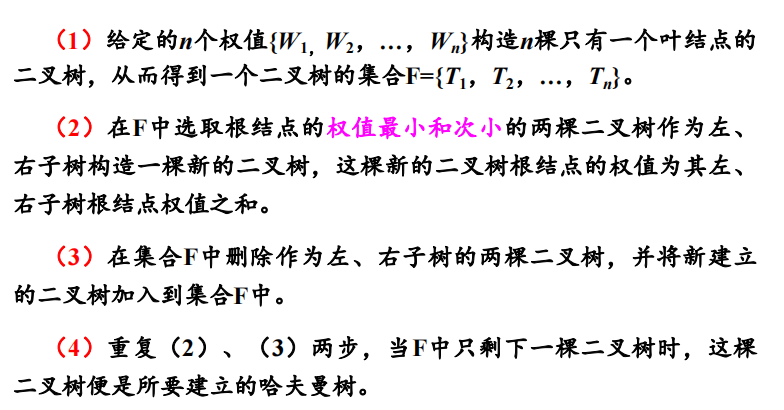 （1）给定的n个权值{W1，W2，…，Wn}构造n棵只有一个叶结点的
二叉树，从而得到一个二叉树的集合F={T1，T2，…，Tn}。
（2）在F中选取根结点的权值最小和次小的两棵二叉树作为左、
右子树构造一棵新的二叉树，这棵新的二叉树根结点的权值为其左、
右子树根结点权值之和。
（3）在集合F中删除作为左、右子树的两棵二叉树，并将新建立
的二叉树加入到集合F中。
（4）重复（2）、（3）两步，当F中只剩下一棵二叉树时，这棵
二叉树便是所要建立的哈夫曼树。